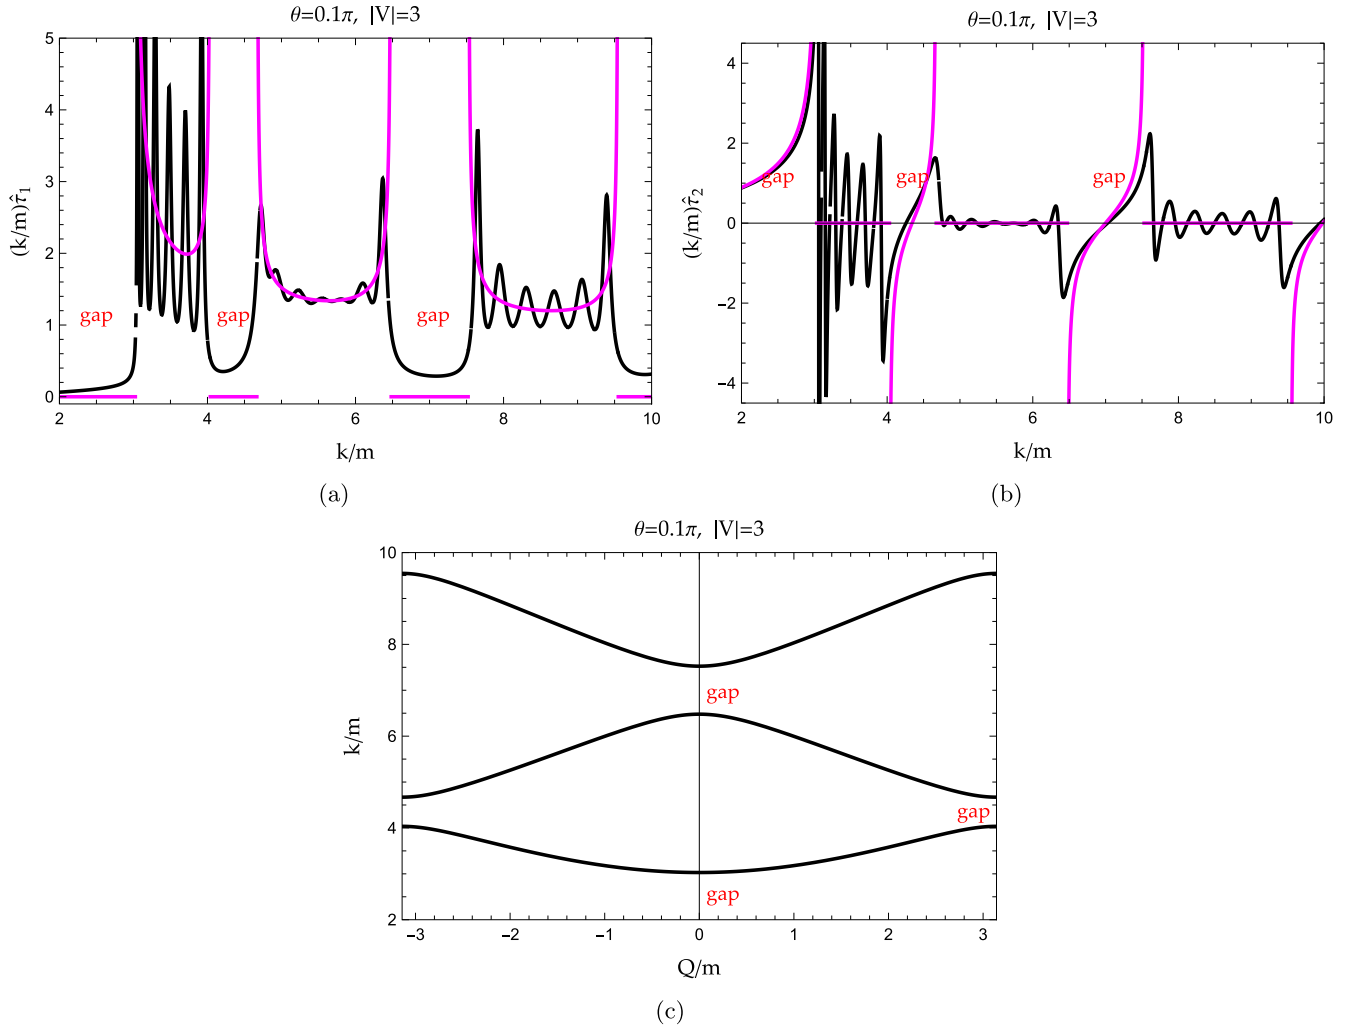 θ=0.1π, |V|=3
5
4
3
2
1
0
(k/m)τ̂₁
gap
gap
gap
2
4
6
8
10
k/m
(a)
θ=0.1π, |V|=3
4
2
0
−2
−4
(k/m)τ̂₂
gap
gap
gap
2
4
6
8
10
k/m
(b)
θ=0.1π, |V|=3
10
8
6
4
2
k/m
gap
gap
gap
−3
−2
−1
0
1
2
3
Q/m
(c)